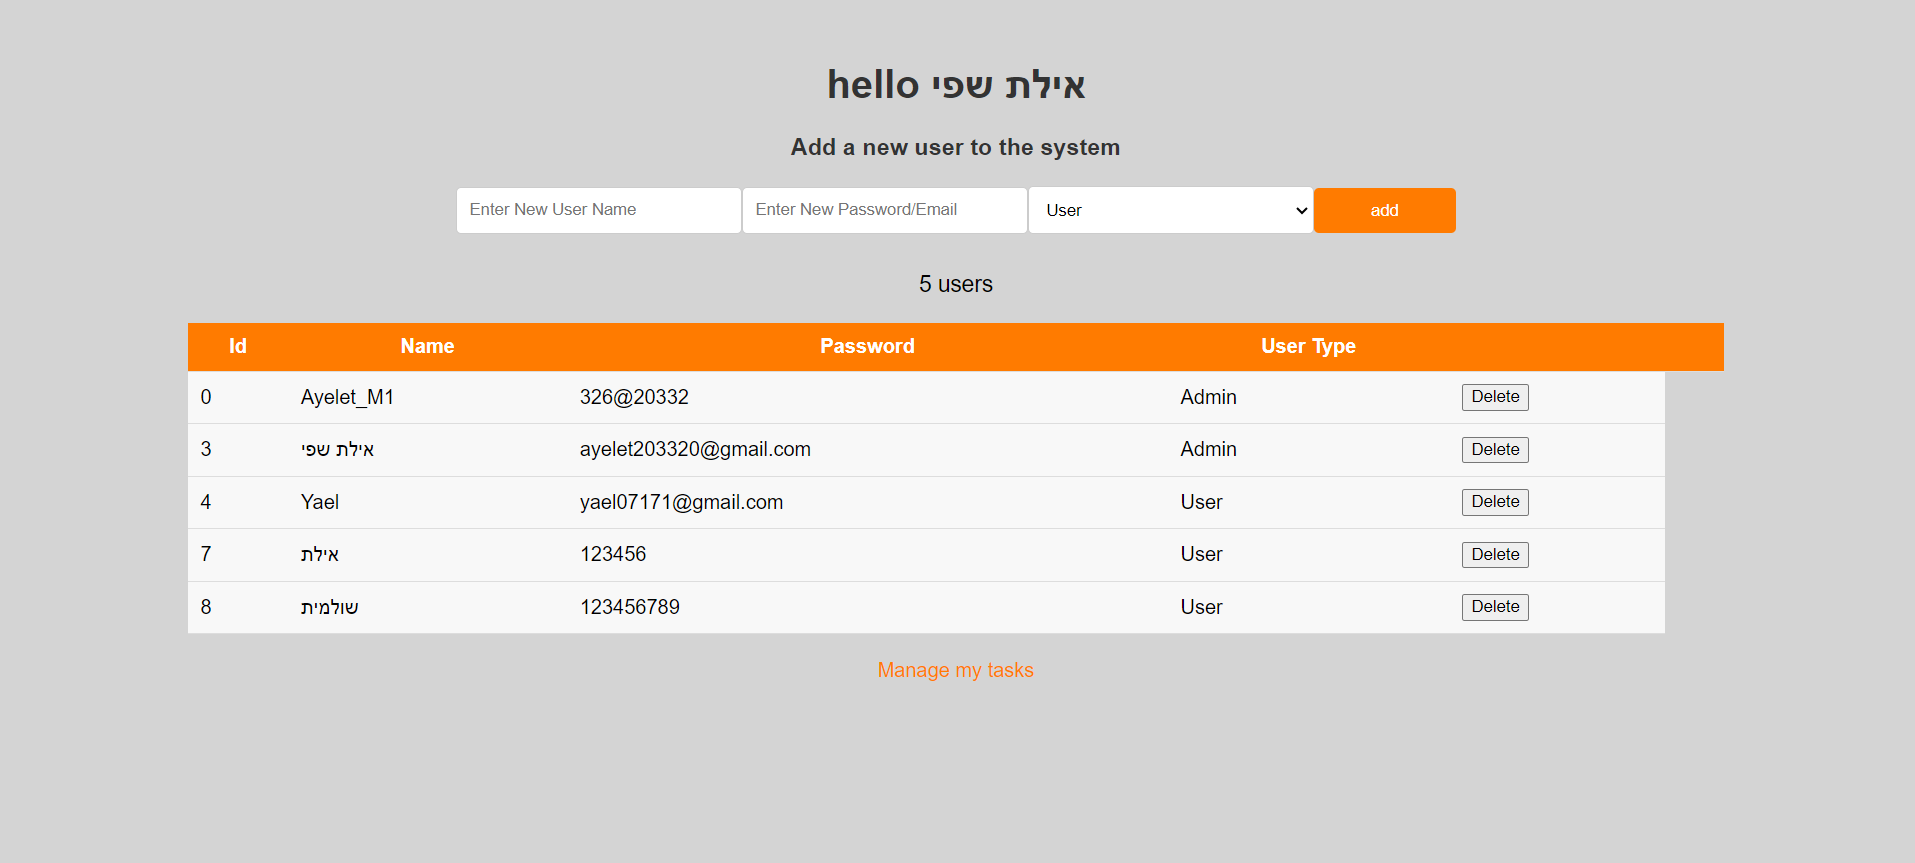 hello אילת שפי
Add a new user to the system
Enter New User Name Enter New Password/Email User add
5 users
Id Name Password User Type
0 Ayelet_M1 326@20332 Admin Delete
3 אילת שפי ayelet203320@gmail.com Admin Delete
4 Yael yael07171@gmail.com User Delete
7 אילת 123456 User Delete
8 שולמית 123456789 User Delete
Manage my tasks